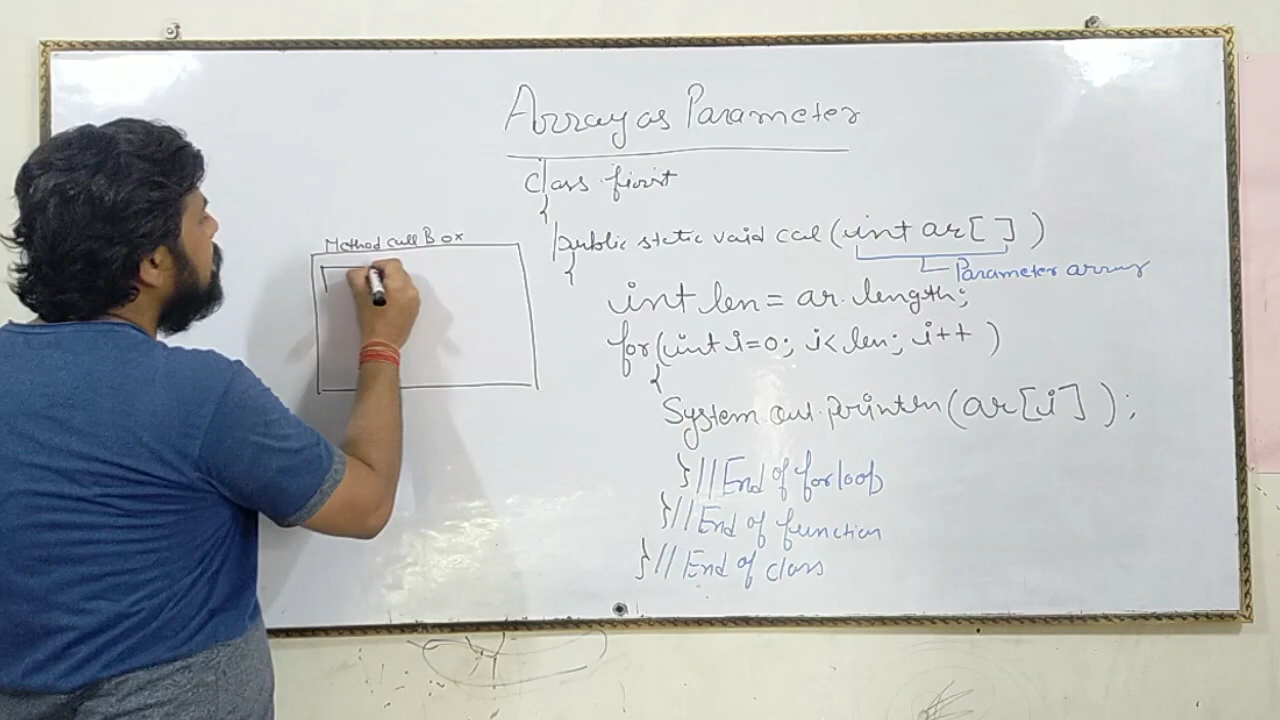 Array as Parameter
class first
{
public static void cal (int ar[ ])
{
Parameter array
int len = ar.length;
for(int i=0; i< len; i++ )
{
System.out.println(ar[i] );
}//End of for loop
}//End of function
}//End of class
Method call Box